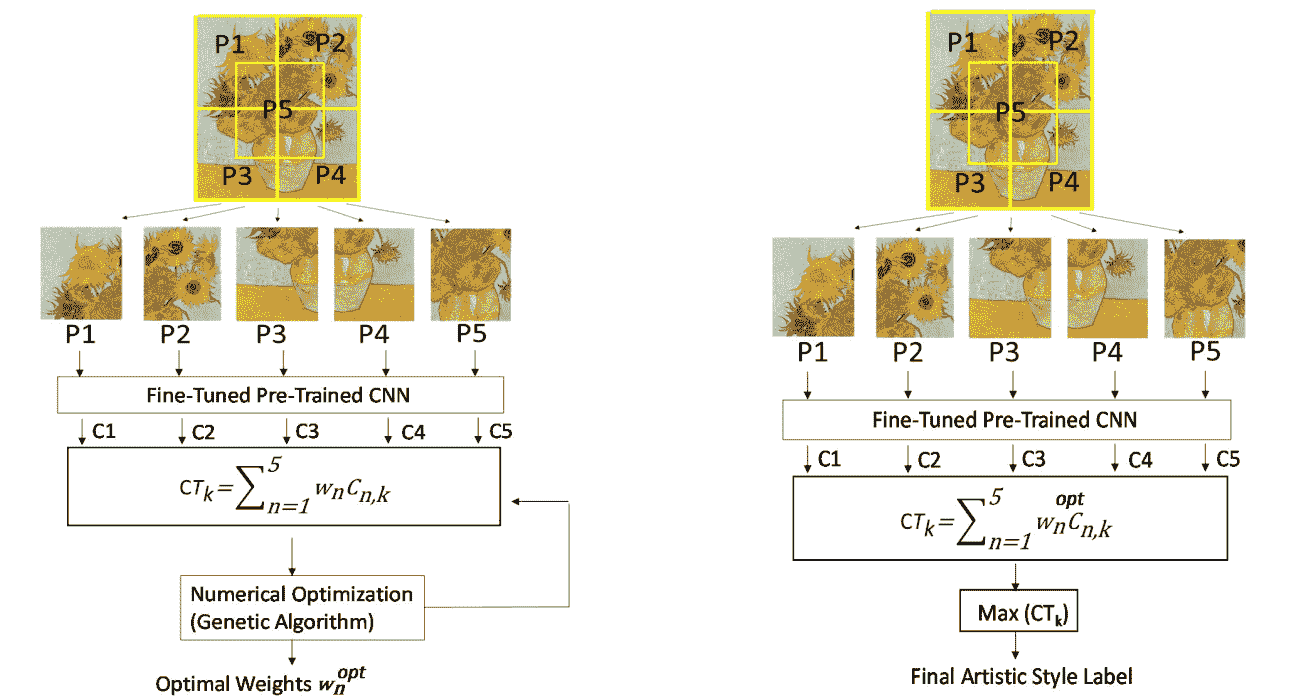 P1 P2
P5
P3 P4
P1 P2 P3 P4 P5
Fine-Tuned Pre-Trained CNN
C1 C2 C3 C4 C5
CT_k = ∑_{n=1}^{5} w_n C_{n,k}
Numerical Optimization
(Genetic Algorithm)
Optimal Weights w_n^{opt}
P1 P2
P5
P3 P4
P1 P2 P3 P4 P5
Fine-Tuned Pre-Trained CNN
C1 C2 C3 C4 C5
CT_k = ∑_{n=1}^{5} w_n^{opt} C_{n,k}
Max (CT_k)
Final Artistic Style Label